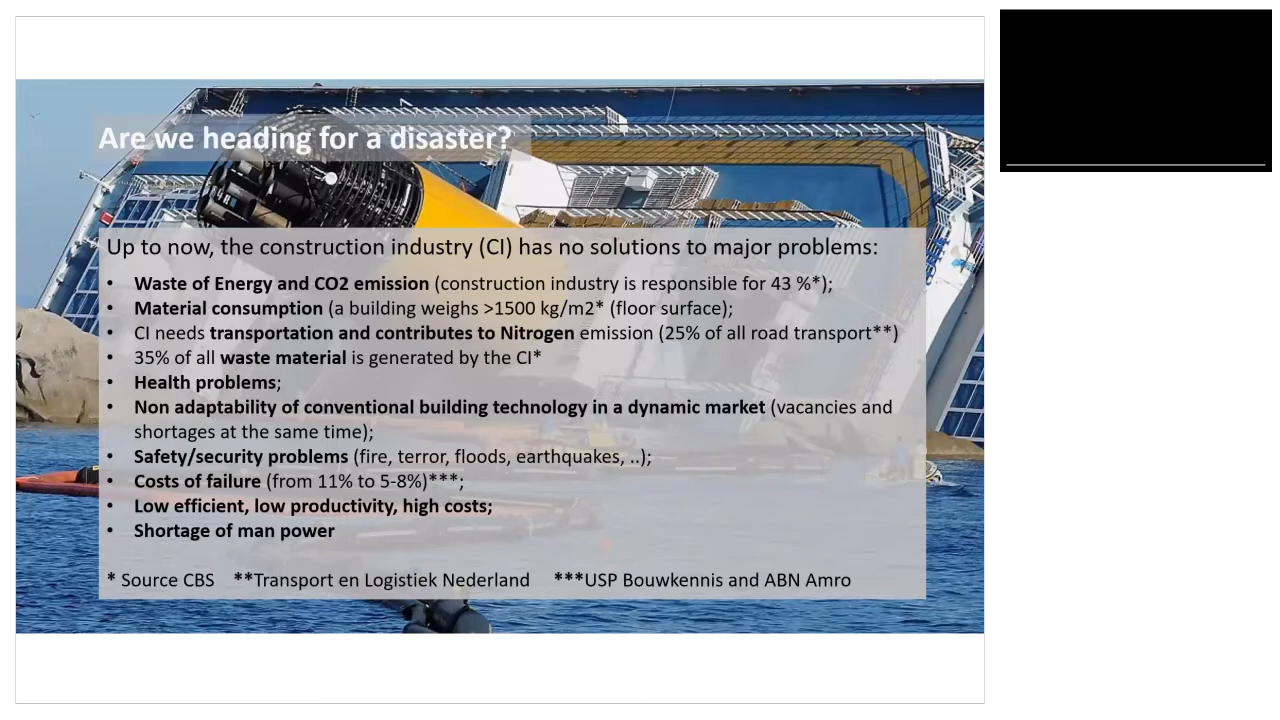 Are we heading for a disaster?
Up to now, the construction industry (CI) has no solutions to major problems:
• Waste of Energy and CO2 emission (construction industry is responsible for 43 %*);
• Material consumption (a building weighs >1500 kg/m2* (floor surface);
• CI needs transportation and contributes to Nitrogen emission (25% of all road transport**)
• 35% of all waste material is generated by the CI*
• Health problems;
• Non adaptability of conventional building technology in a dynamic market (vacancies and
shortages at the same time);
• Safety/security problems (fire, terror, floods, earthquakes, ..);
• Costs of failure (from 11% to 5-8%)***;
• Low efficient, low productivity, high costs;
• Shortage of man power
* Source CBS **Transport en Logistiek Nederland ***USP Bouwkennis and ABN Amro